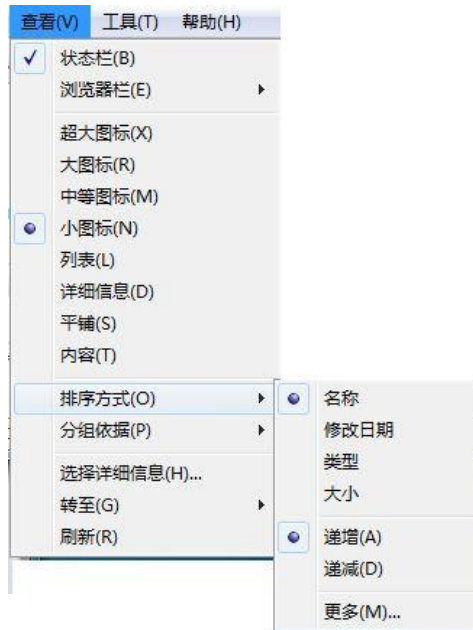 查看(V) 工具(T) 帮助(H)
状态栏(B)
浏览器栏(E)
超大图标(X)
大图标(R)
中等图标(M)
小图标(N)
列表(L)
详细信息(D)
平铺(S)
内容(T)
排序方式(O)
分组依据(P)
选择详细信息(H)...
转至(G)
刷新(R)
名称
修改日期
类型
大小
递增(A)
递减(D)
更多(M)...